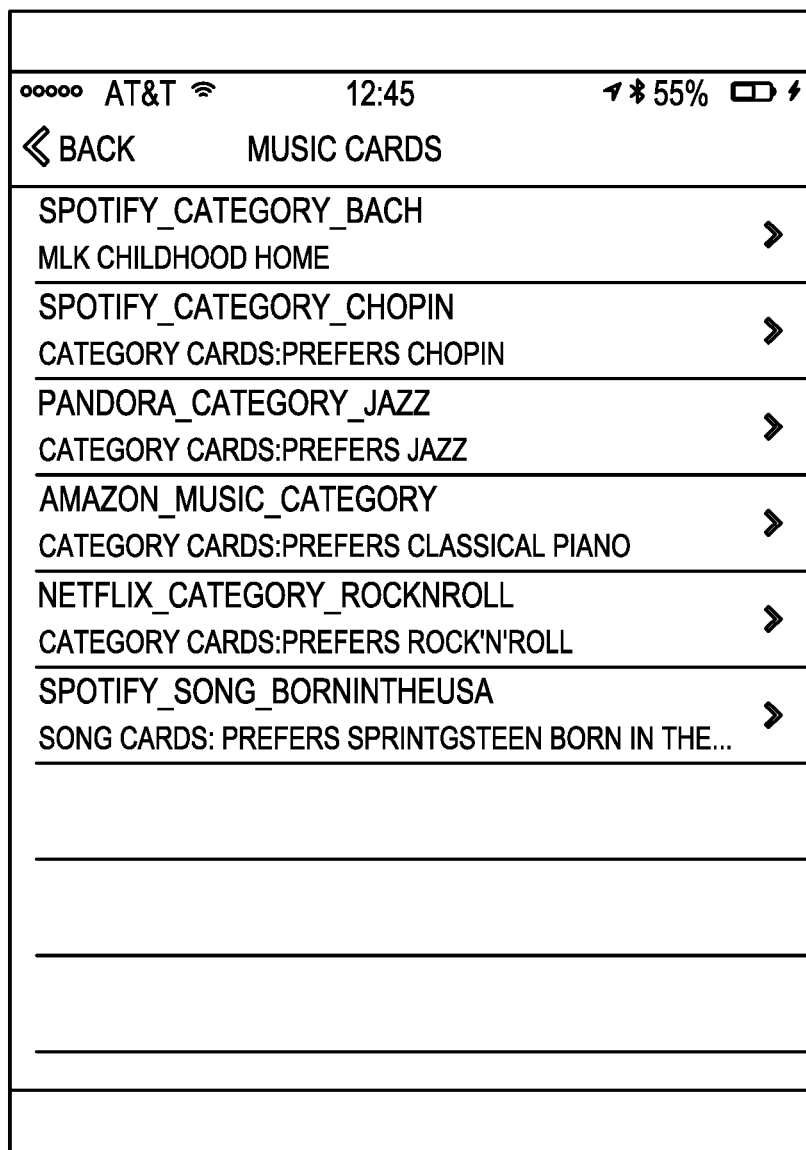 AT&T 12:45 55%
BACK MUSIC CARDS
SPOTIFY_CATEGORY_BACH
MLK CHILDHOOD HOME
SPOTIFY_CATEGORY_CHOPIN
CATEGORY CARDS:PREFERS CHOPIN
PANDORA_CATEGORY_JAZZ
CATEGORY CARDS:PREFERS JAZZ
AMAZON_MUSIC_CATEGORY
CATEGORY CARDS:PREFERS CLASSICAL PIANO
NETFLIX_CATEGORY_ROCKNROLL
CATEGORY CARDS:PREFERS ROCK'N'ROLL
SPOTIFY_SONG_BORNINTHEUSA
SONG CARDS: PREFERS SPRINTGSTEEN BORN IN THE...